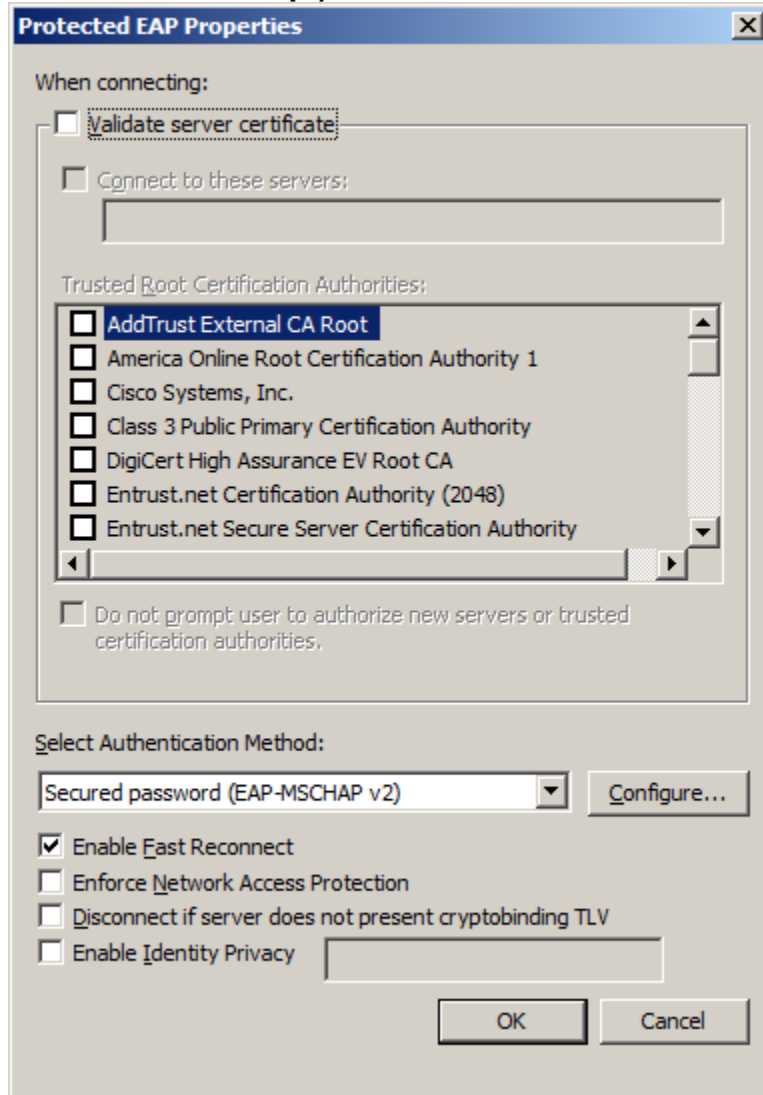 Protected EAP Properties
When connecting:
Validate server certificate
Connect to these servers:
Trusted Root Certification Authorities:
AddTrust External CA Root
America Online Root Certification Authority 1
Cisco Systems, Inc.
Class 3 Public Primary Certification Authority
DigiCert High Assurance EV Root CA
Entrust.net Certification Authority (2048)
Entrust.net Secure Server Certification Authority
Do not prompt user to authorize new servers or trusted
certification authorities.
Select Authentication Method:
Secured password (EAP-MSCHAP v2) Configure...
Enable Fast Reconnect
Enforce Network Access Protection
Disconnect if server does not present cryptobinding TLV
Enable Identity Privacy
OK Cancel